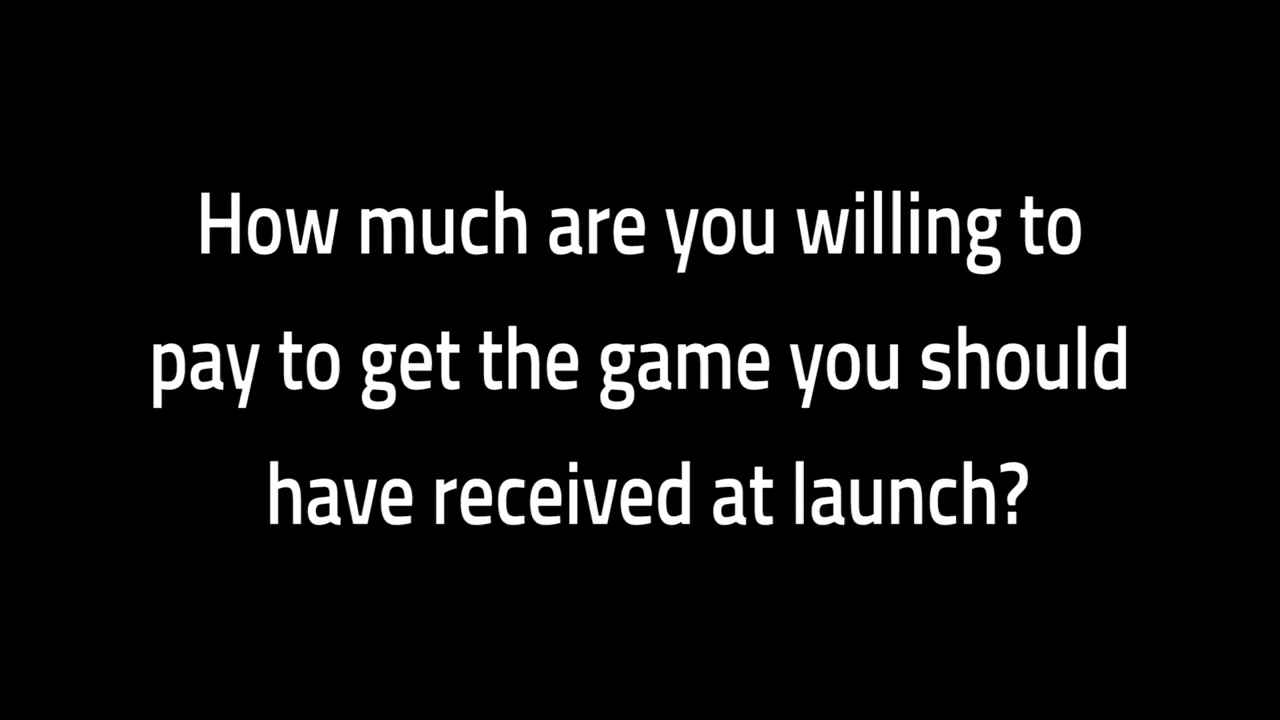 How much are you willing to
pay to get the game you should
have received at launch?